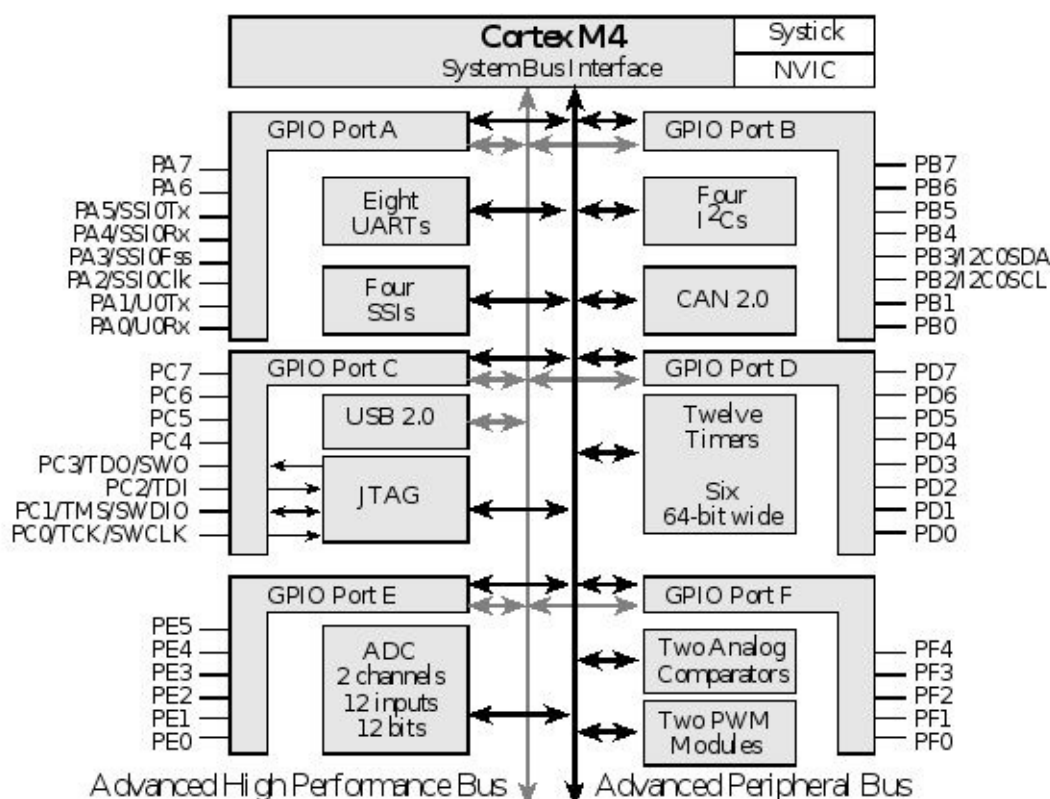 Cortex M4
System Bus Interface
Systick
NVIC
GPIO Port A
PA7
PA6
PA5/SSI0Tx
PA4/SSI0Rx
PA3/SSI0Fss
PA2/SSI0Clk
PA1/U0Tx
PA0/U0Rx
Eight
UARTs
Four
SSIs
GPIO Port B
Four
I²Cs
CAN 2.0
PB7
PB6
PB5
PB4
PB3/I2C0SDA
PB2/I2C0SCL
PB1
PB0
GPIO Port C
PC7
PC6
PC5
PC4
PC3/TDO/SWO
PC2/TDI
PC1/TMS/SWDIO
PC0/TCK/SWCLK
USB 2.0
JTAG
GPIO Port D
Twelve
Timers
Six
64-bit wide
PD7
PD6
PD5
PD4
PD3
PD2
PD1
PD0
GPIO Port E
PE5
PE4
PE3
PE2
PE1
PE0
ADC
2 channels
12 inputs
12 bits
GPIO Port F
Two Analog
Comparators
Two PWM
Modules
PF4
PF3
PF2
PF1
PF0
Advanced High Performance Bus
Advanced Peripheral Bus